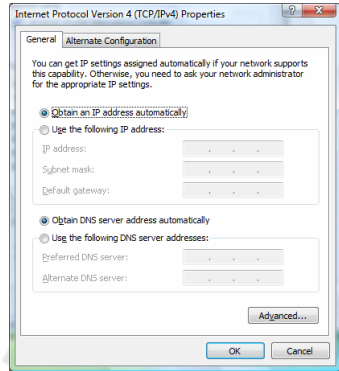 Internet Protocol Version 4 (TCP/IPv4) Properties
General
Alternate Configuration
You can get IP settings assigned automatically if your network supports
this capability. Otherwise, you need to ask your network administrator
for the appropriate IP settings.
Obtain an IP address automatically
Use the following IP address:
IP address:
Subnet mask:
Default gateway:
Obtain DNS server address automatically
Use the following DNS server addresses:
Preferred DNS server:
Alternate DNS server:
Advanced...
OK
Cancel